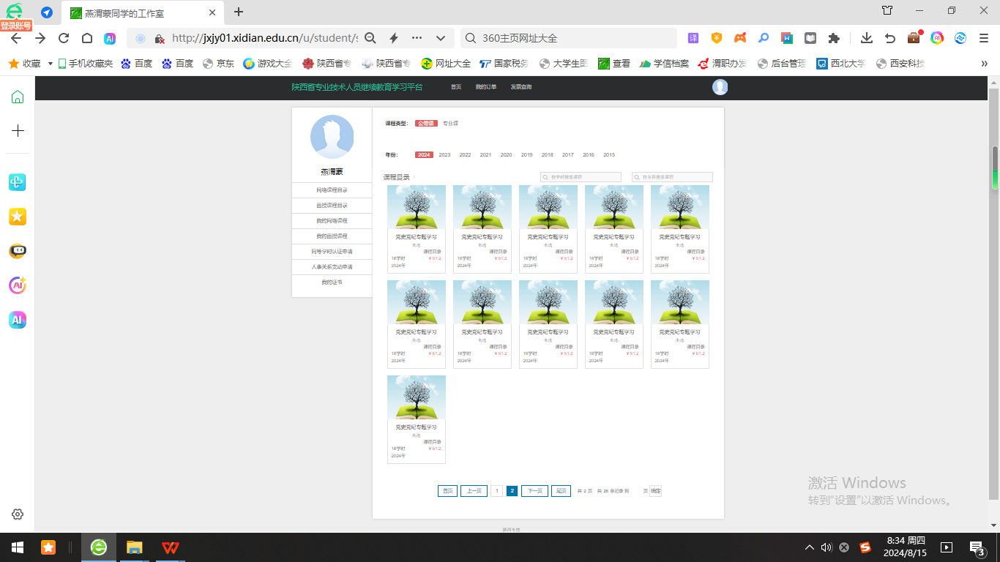 燕渭蒙同学的工作室
登录账号
http://jxjy01.xidian.edu.cn/u/student/s
360主页网址大全
收藏 手机收藏夹 百度 百度 京东 游戏大全 陕西省专 陕西省专 网址大全 国家税务 大学生图 查看 学信档案 渭职办发 后台管理 西北大学 西安科技
陕西省专业技术人员继续教育学习平台 首页 我的订单 发票查询
燕渭蒙
网络课程目录
面授课程目录
我的网络课程
我的面授课程
同等学时认证申请
人事关系变动申请
我的证书
课程类型： 公需课 专业课
年份： 2024 2023 2022 2021 2020 2019 2018 2017 2016 2015
课程目录 按学时搜索课程 按名称搜索课程
党史党纪专题学习 党史党纪专题学习 党史党纪专题学习 党史党纪专题学习 党史党纪专题学习
未选 未选 未选 未选 未选
课程目录 课程目录 课程目录 课程目录 课程目录
16学时 ¥ 51.2 16学时 ¥ 51.2 16学时 ¥ 51.2 16学时 ¥ 51.2 16学时 ¥ 51.2
2024年 2024年 2024年 2024年 2024年
党史党纪专题学习 党史党纪专题学习 党史党纪专题学习 党史党纪专题学习 党史党纪专题学习
未选 未选 未选 未选 未选
课程目录 课程目录 课程目录 课程目录 课程目录
16学时 ¥ 51.2 16学时 ¥ 51.2 16学时 ¥ 51.2 16学时 ¥ 51.2 16学时 ¥ 51.2
2024年 2024年 2024年 2024年 2024年
党史党纪专题学习
未选
课程目录
16学时 ¥ 51.2
2024年
首页 上一页 1 2 下一页 尾页 共 2 页 共 26 条记录 到 页 确定
激活 Windows
转到"设置"以激活 Windows。
8:34 周四
2024/8/15
3